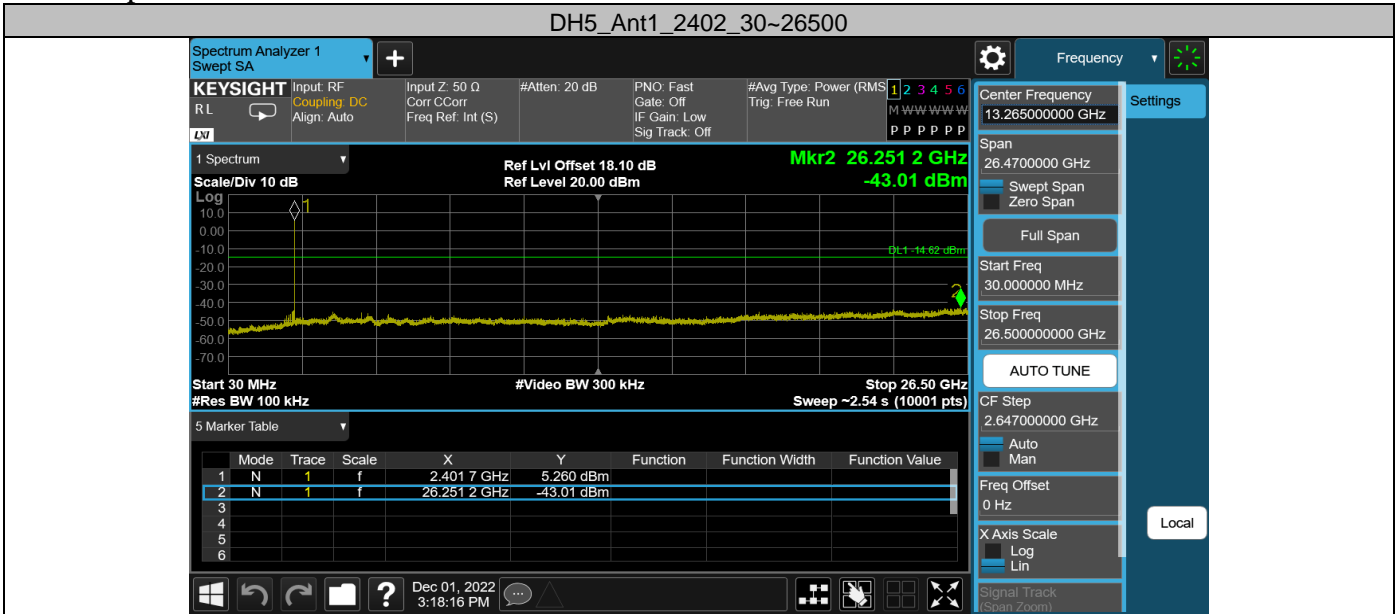 DH5_Ant1_2402_30~26500
Spectrum Analyzer 1
Swept SA
Frequency
KEYSIGHT
RL
LXI
Input: RF
Coupling: DC
Align: Auto
Input Z: 50 Ω
Corr CCorr
Freq Ref: Int (S)
#Atten: 20 dB
PNO: Fast
Gate: Off
IF Gain: Low
Sig Track: Off
#Avg Type: Power (RMS
Trig: Free Run
1 2 3 4 5 6
M W W W W W
P P P P P P
1 Spectrum
Scale/Div 10 dB
Ref Lvl Offset 18.10 dB
Ref Level 20.00 dBm
Mkr2 26.251 2 GHz
-43.01 dBm
Log
10.0
0.00
-10.0
-20.0
-30.0
-40.0
-50.0
-60.0
-70.0
1
DL1 -14.62 dBm
2
Start 30 MHz
#Video BW 300 kHz
Stop 26.50 GHz
#Res BW 100 kHz
Sweep ~2.54 s (10001 pts)
5 Marker Table
Mode Trace Scale X Y Function Function Width Function Value
1 N 1 f 2.401 7 GHz 5.260 dBm
2 N 1 f 26.251 2 GHz -43.01 dBm
3
4
5
6
Dec 01, 2022
3:18:16 PM
Center Frequency
13.265000000 GHz
Settings
Span
26.4700000 GHz
Swept Span
Zero Span
Full Span
Start Freq
30.000000 MHz
Stop Freq
26.500000000 GHz
AUTO TUNE
CF Step
2.647000000 GHz
Auto
Man
Freq Offset
0 Hz
Local
X Axis Scale
Log
Lin
Signal Track
(Span Zoom)